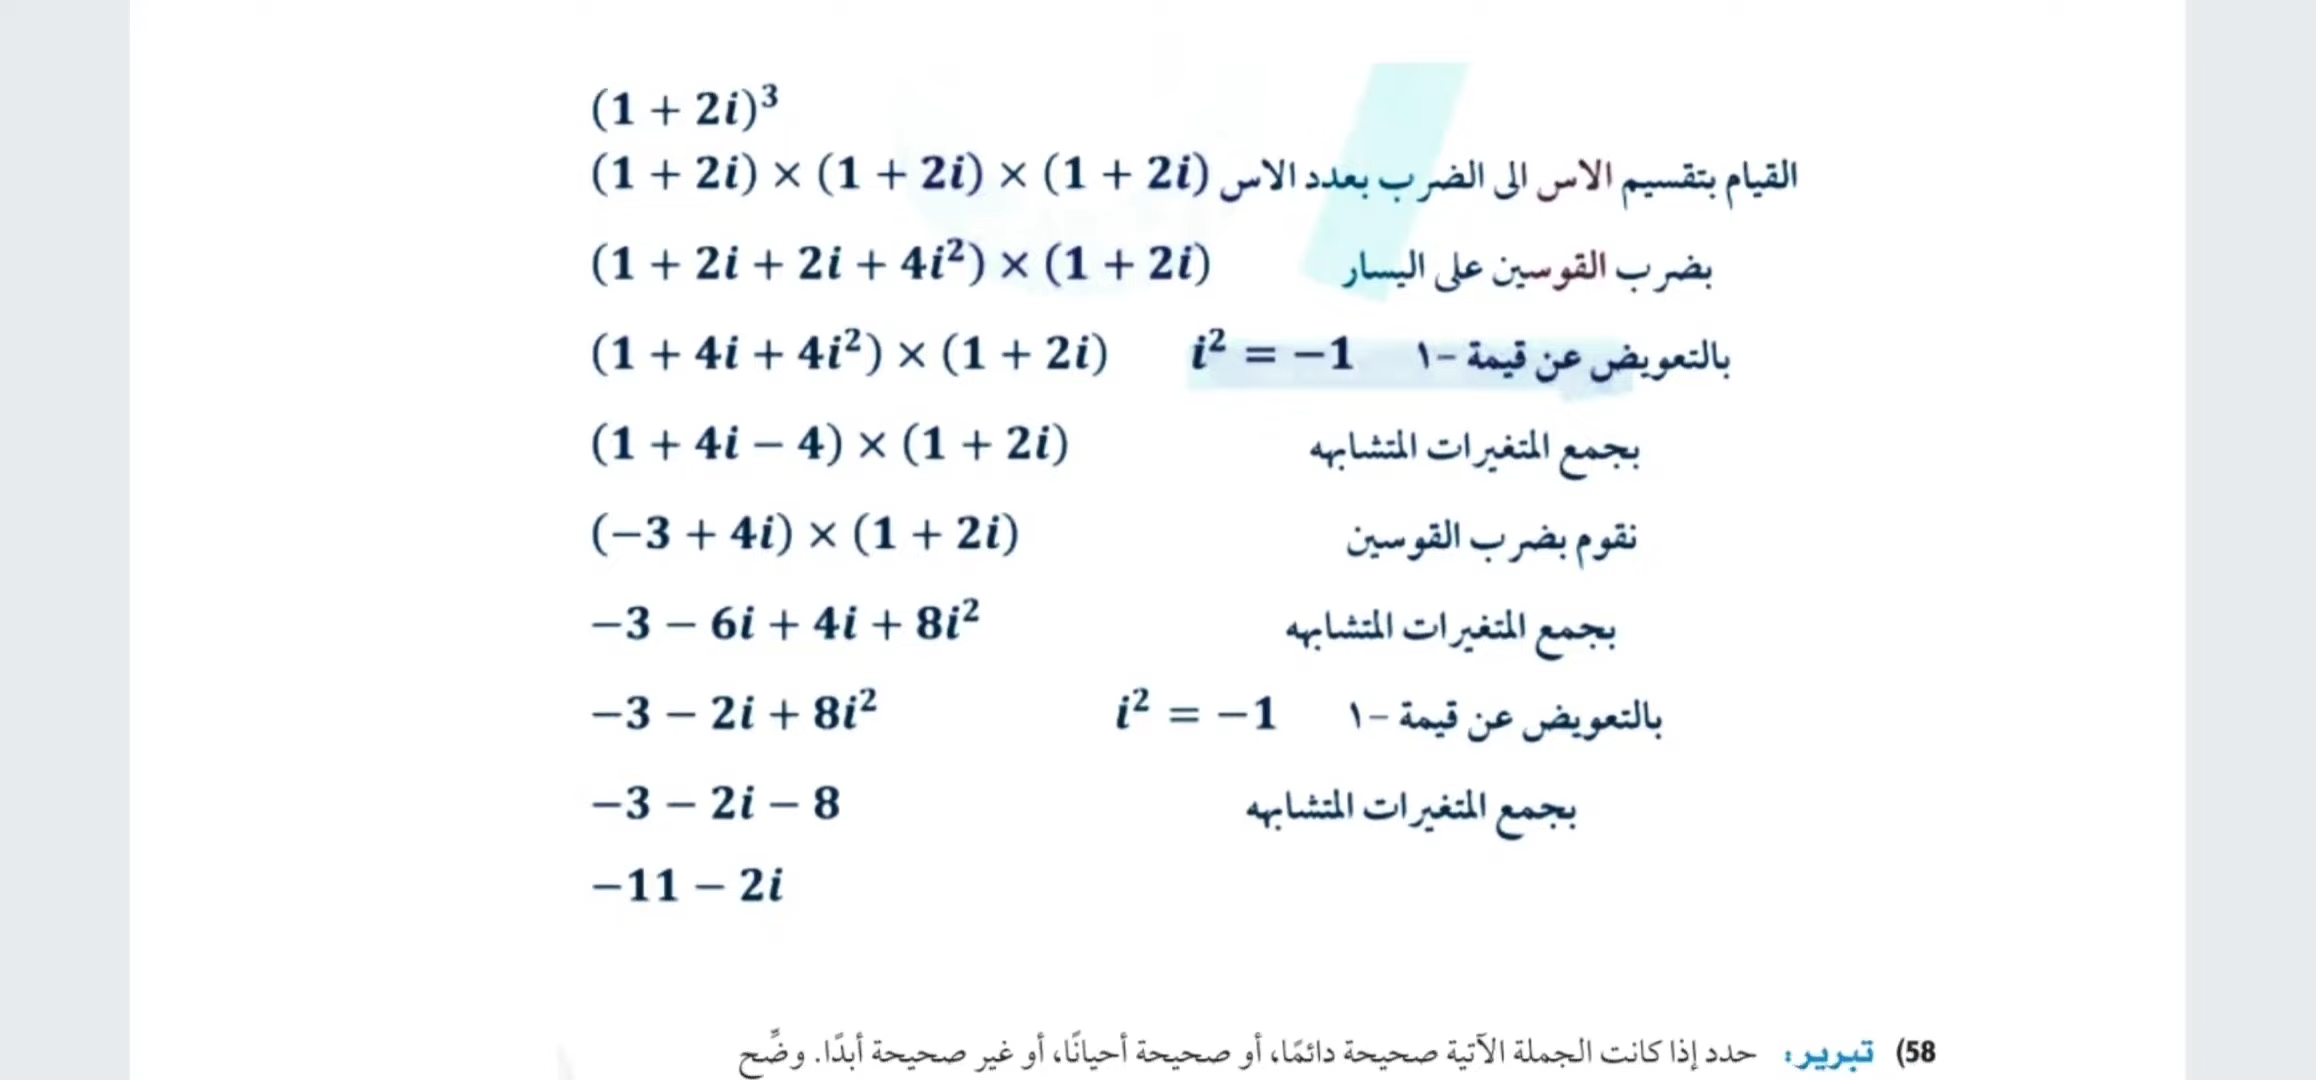 (1 + 2i)³
(1 + 2i) × (1 + 2i) × (1 + 2i) القيام بتقسيم الاس الى الضرب بعدد الاس
(1 + 2i + 2i + 4i²) × (1 + 2i) بضرب القوسين على اليسار
(1 + 4i + 4i²) × (1 + 2i) i² = −1 بالتعويض عن قيمة -١
(1 + 4i − 4) × (1 + 2i) بجمع المتغيرات المتشابهه
(−3 + 4i) × (1 + 2i) نقوم بضرب القوسين
−3 − 6i + 4i + 8i² بجمع المتغيرات المتشابهه
−3 − 2i + 8i² i² = −1 بالتعويض عن قيمة -١
−3 − 2i − 8 بجمع المتغيرات المتشابهه
−11 − 2i
58) تبرير: حدد إذا كانت الجملة الآتية صحيحة دائمًا، أو صحيحة أحيانًا، أو غير صحيحة أبدًا. وضّح